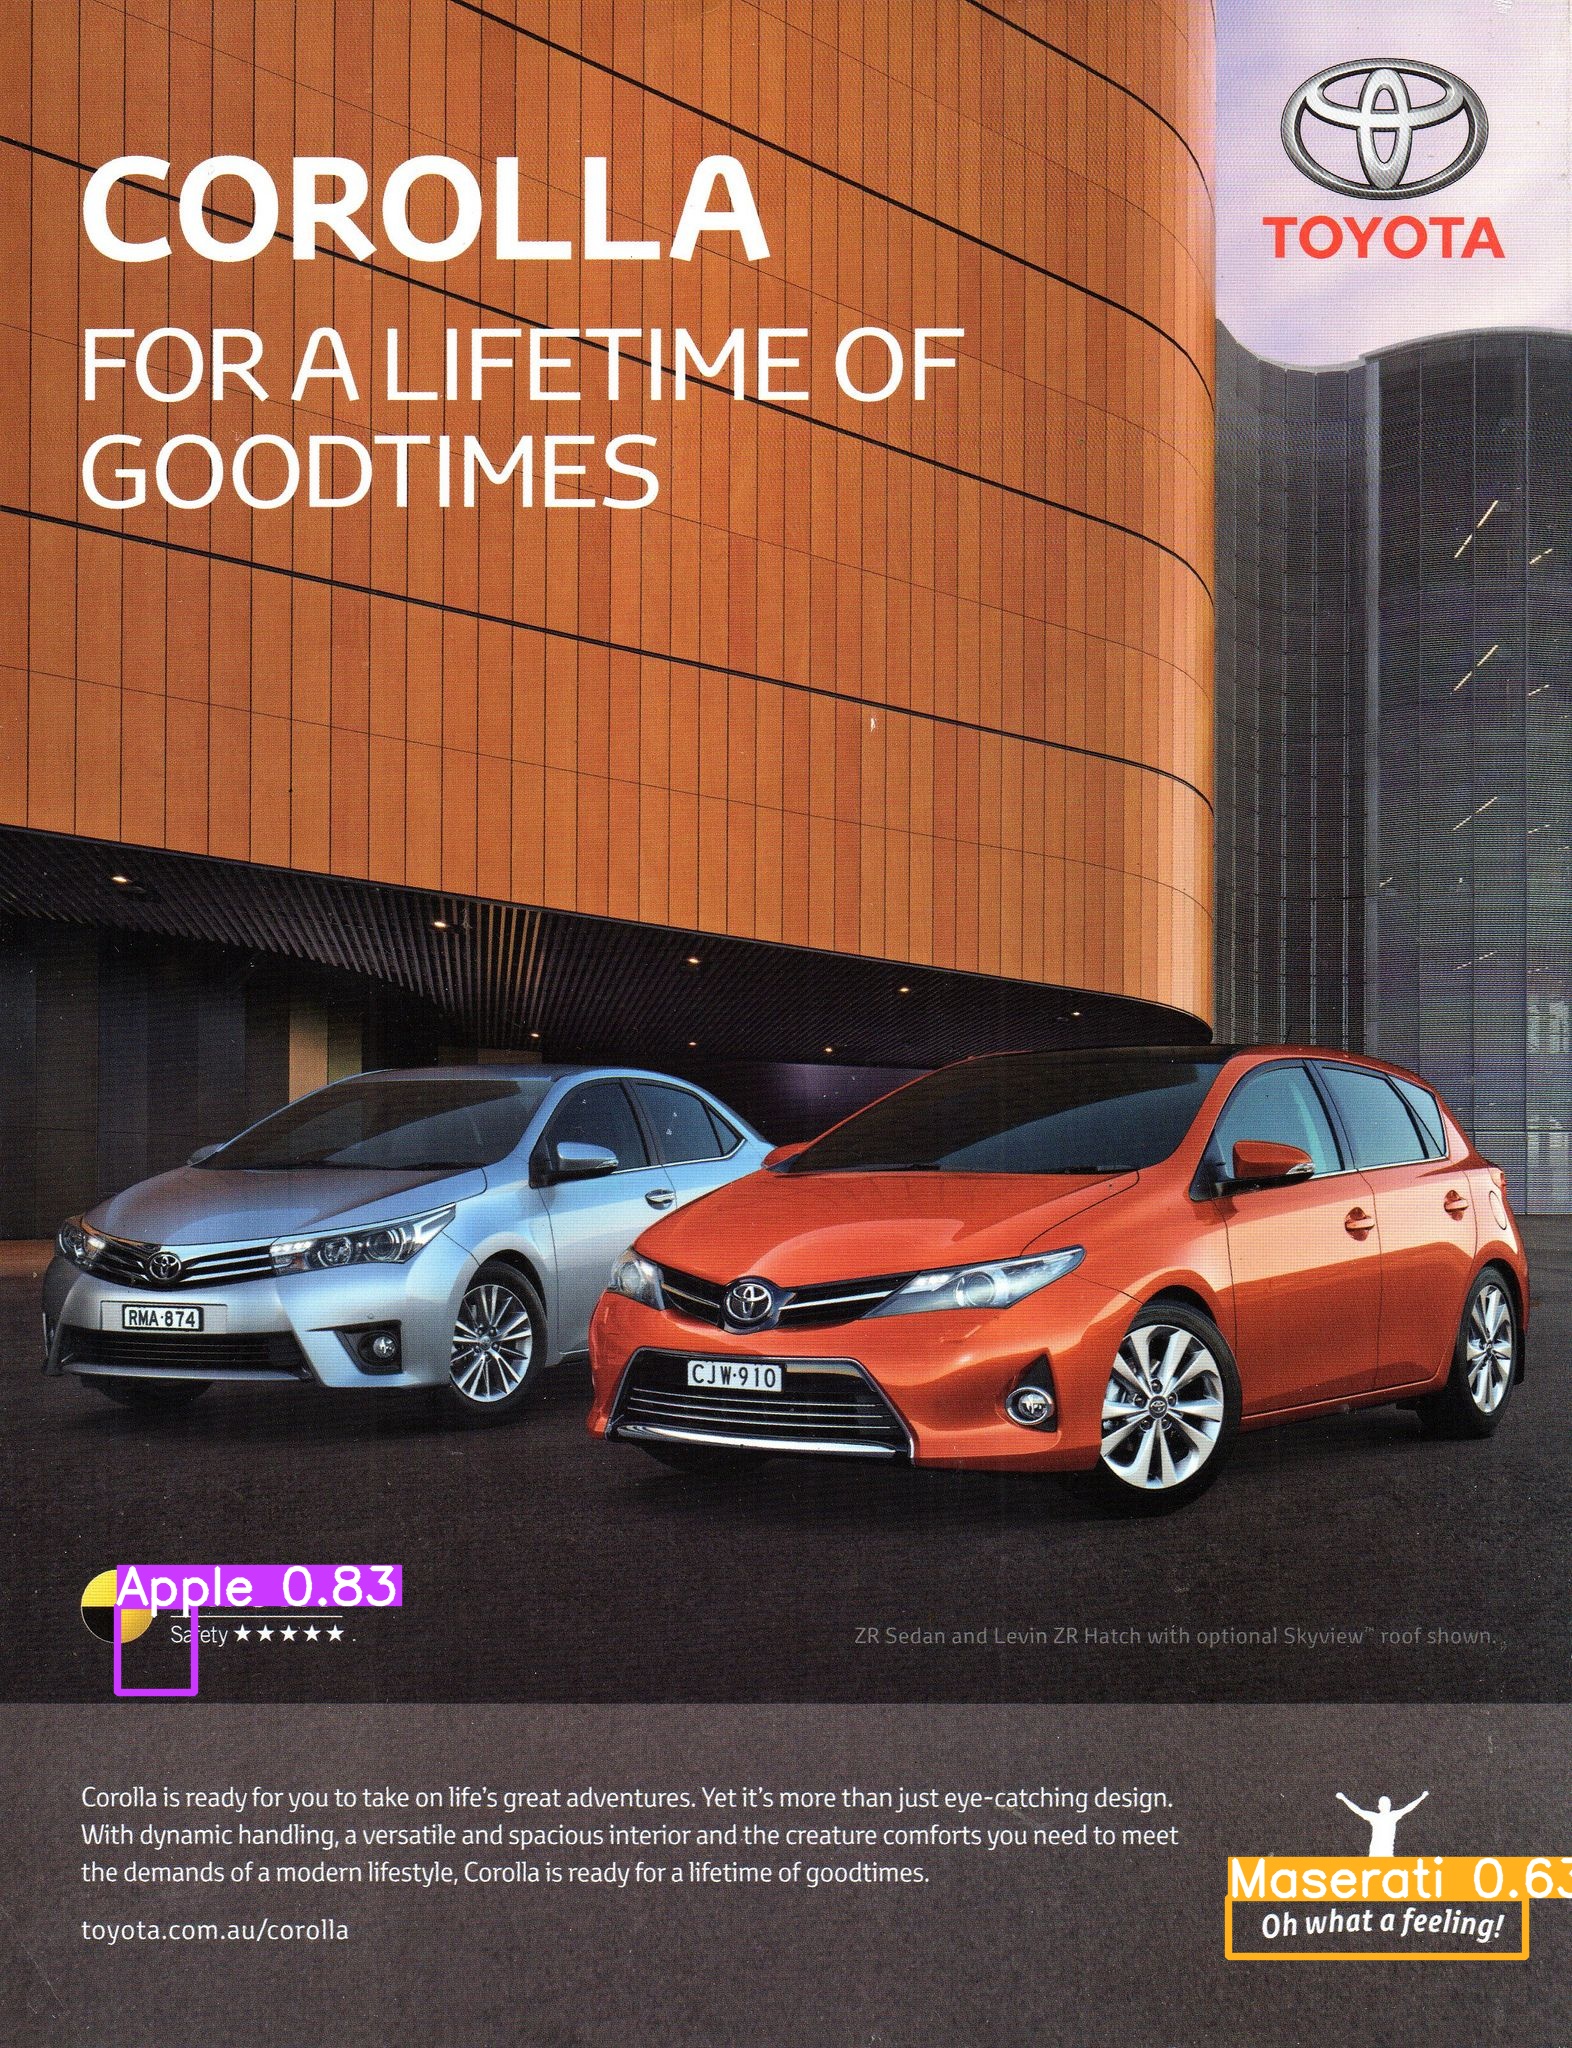 COROLLA
FOR A LIFETIME OF
GOODTIMES
TOYOTA
RMA·874
CJW·910
Apple 0.83
Safety ★★★★★.
ZR Sedan and Levin ZR Hatch with optional Skyview™ roof shown.
Corolla is ready for you to take on life's great adventures. Yet it's more than just eye-catching design.
With dynamic handling, a versatile and spacious interior and the creature comforts you need to meet
the demands of a modern lifestyle, Corolla is ready for a lifetime of goodtimes.
toyota.com.au/corolla
Maserati 0.63
Oh what a feeling!